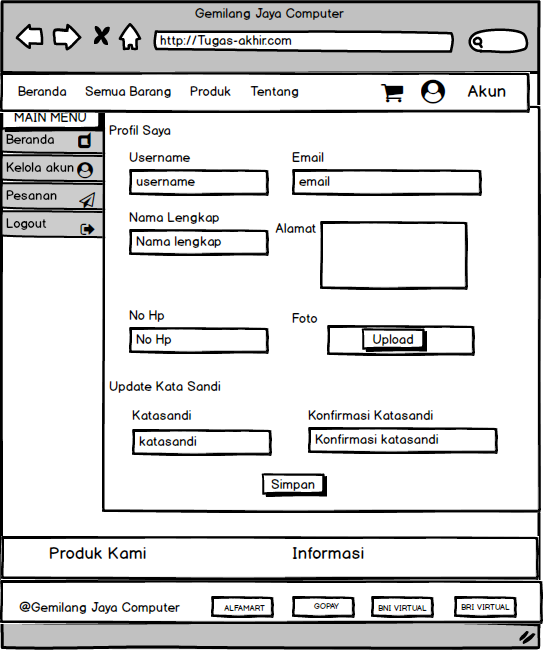 Gemilang Jaya Computer
http://Tugas-akhir.com
Beranda Semua Barang Produk Tentang Akun
MAIN MENU
Beranda
Kelola akun
Pesanan
Logout
Profil Saya
Username Email
username email
Nama Lengkap Alamat
Nama lengkap
No Hp Foto
No Hp Upload
Update Kata Sandi
Katasandi Konfirmasi Katasandi
katasandi Konfirmasi katasandi
Simpan
Produk Kami Informasi
@Gemilang Jaya Computer ALFAMART GOPAY BNI VIRTUAL BRI VIRTUAL